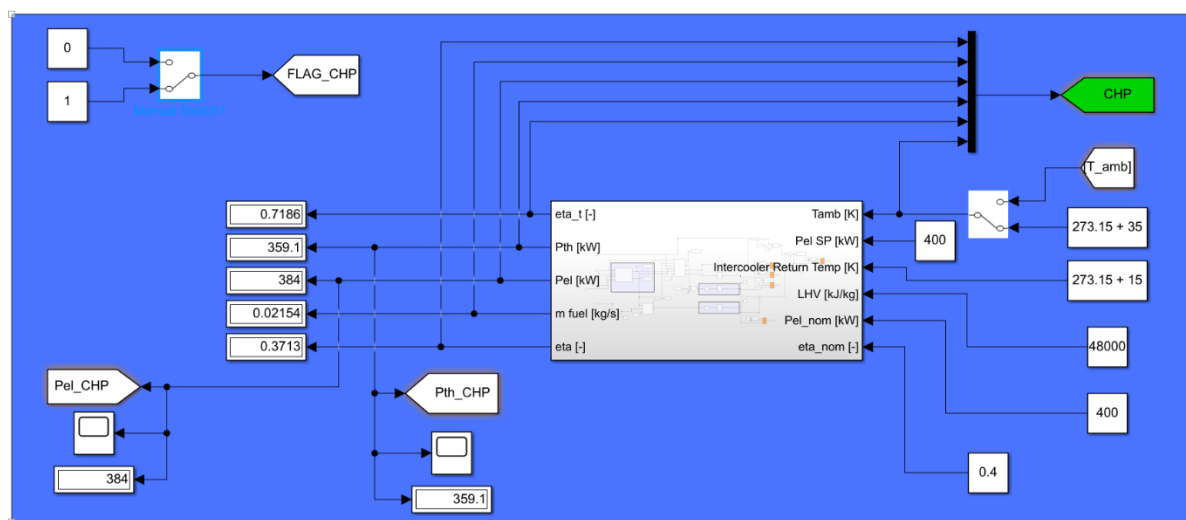 0
1
Manual Switch
FLAG_CHP
CHP
[T_amb]
273.15 + 35
400
273.15 + 15
48000
400
0.4
0.7186
359.1
384
0.02154
0.3713
eta_t [-]
Pth [kW]
Pel [kW]
m fuel [kg/s]
eta [-]
Tamb [K]
Pel SP [kW]
Intercooler Return Temp [K]
LHV [kJ/kg]
Pel_nom [kW]
eta_nom [-]
Pel_CHP
384
Pth_CHP
359.1